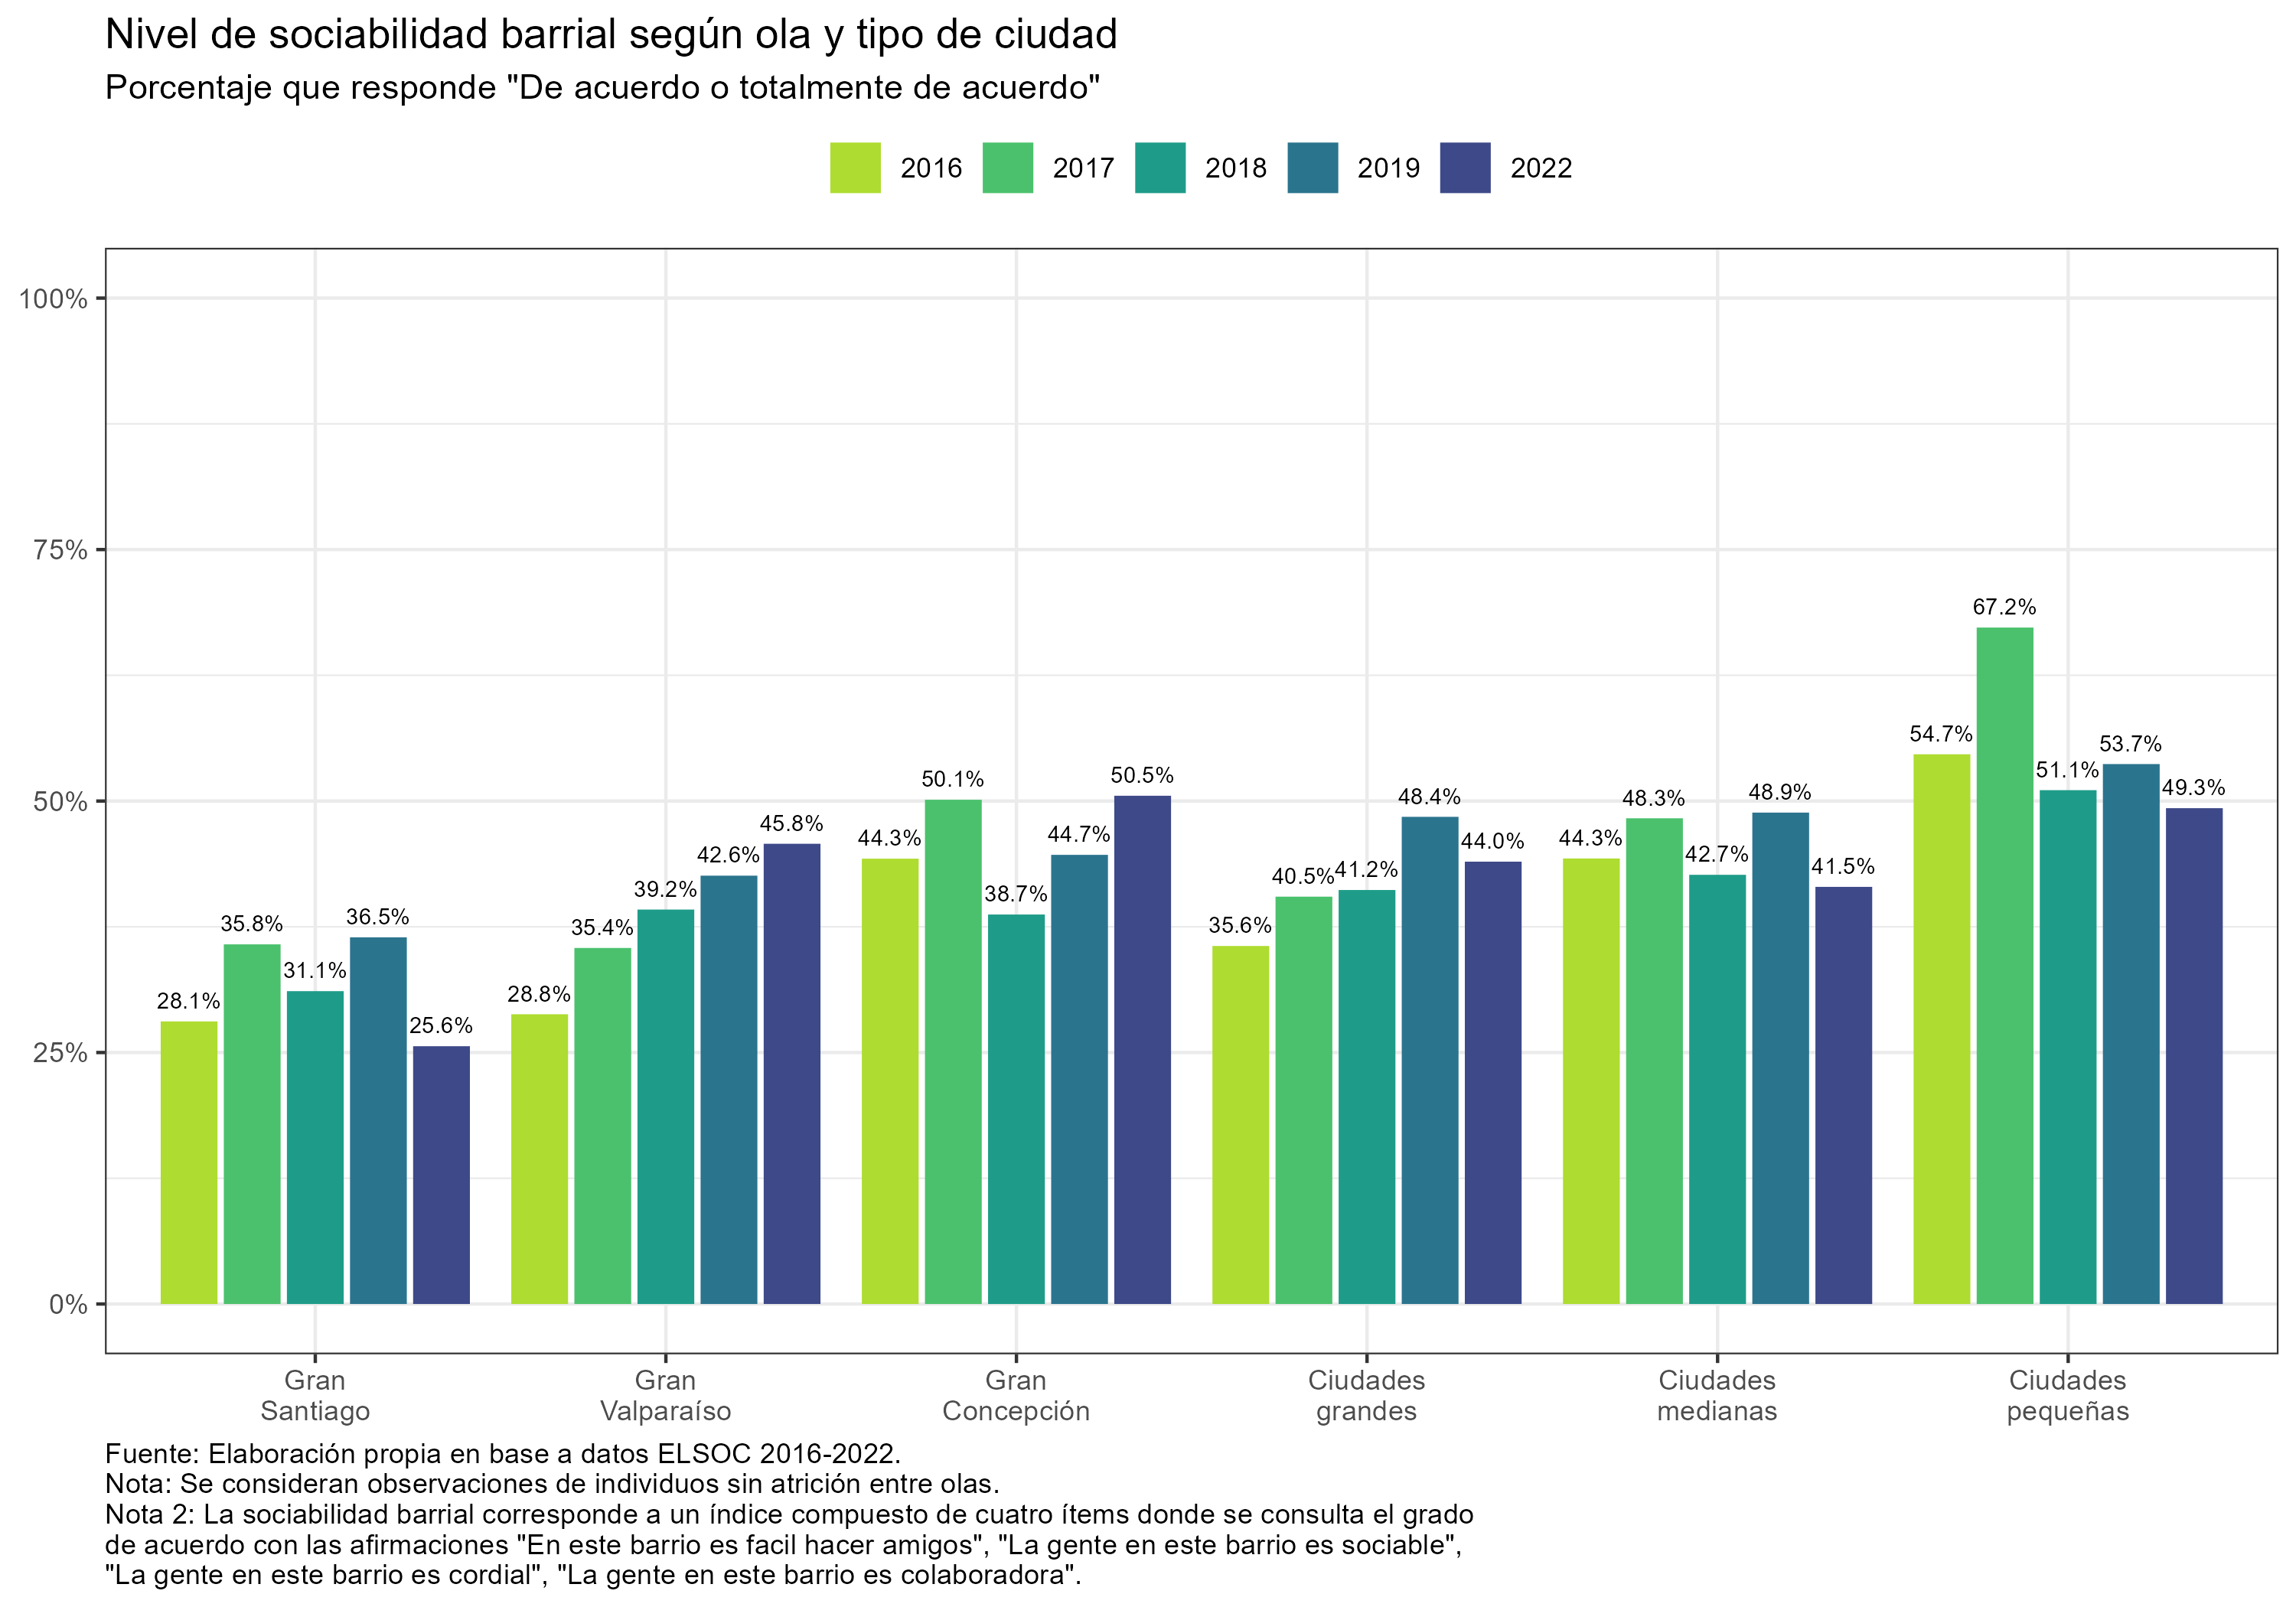 Nivel de sociabilidad barrial según ola y tipo de ciudad
Porcentaje que responde "De acuerdo o totalmente de acuerdo"
2016 2017 2018 2019 2022
100%
75%
50%
25%
0%
28.1% 35.8% 31.1% 36.5% 25.6%
28.8% 35.4% 39.2% 42.6% 45.8%
44.3% 50.1% 38.7% 44.7% 50.5%
35.6% 40.5% 41.2% 48.4% 44.0%
44.3% 48.3% 42.7% 48.9% 41.5%
54.7% 67.2% 51.1% 53.7% 49.3%
Gran
Santiago
Gran
Valparaíso
Gran
Concepción
Ciudades
grandes
Ciudades
medianas
Ciudades
pequeñas
Fuente: Elaboración propia en base a datos ELSOC 2016-2022.
Nota: Se consideran observaciones de individuos sin atrición entre olas.
Nota 2: La sociabilidad barrial corresponde a un índice compuesto de cuatro ítems donde se consulta el grado
de acuerdo con las afirmaciones "En este barrio es facil hacer amigos", "La gente en este barrio es sociable",
"La gente en este barrio es cordial", "La gente en este barrio es colaboradora".